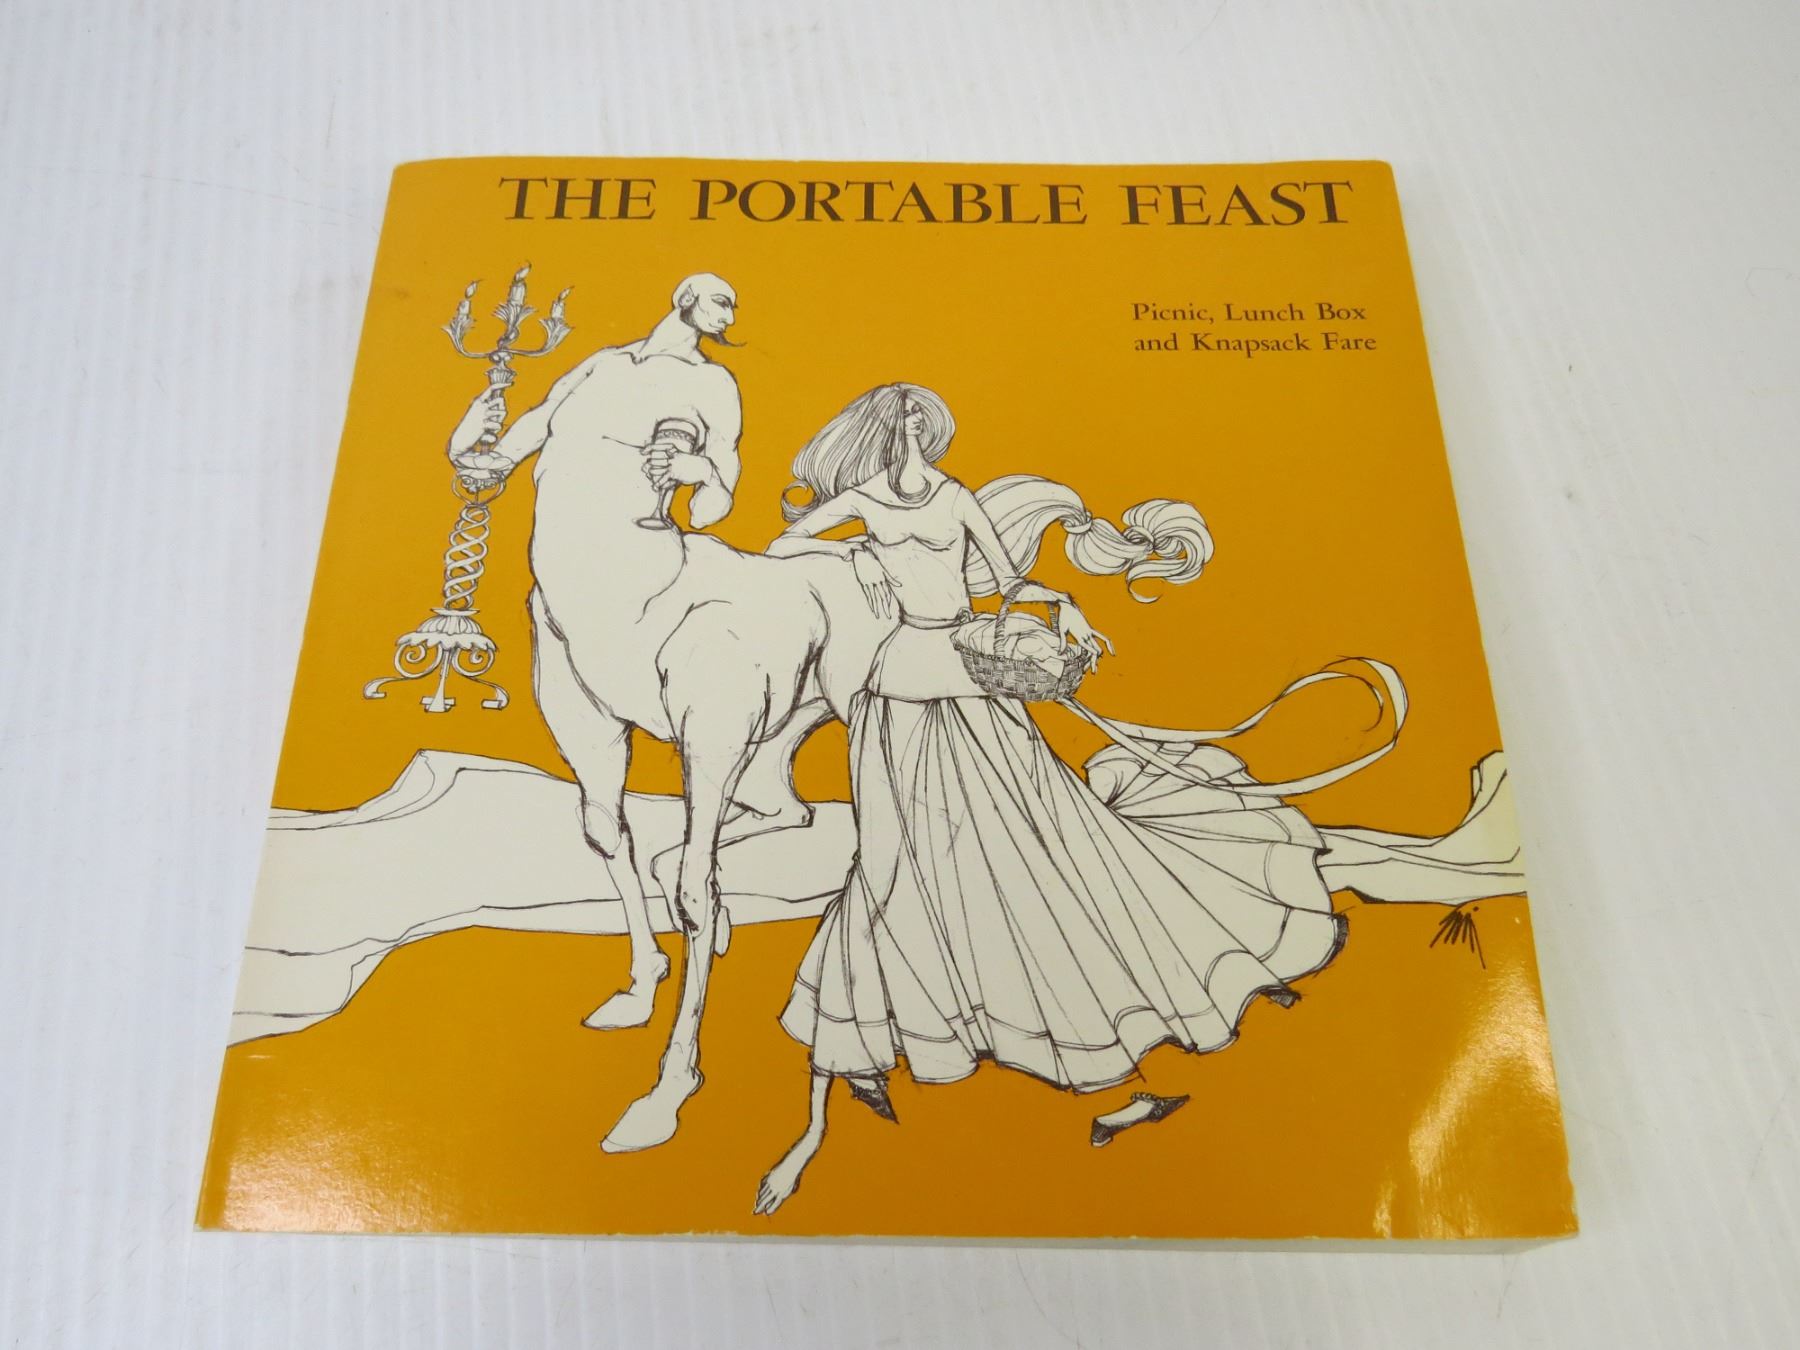 THE PORTABLE FEAST
Picnic, Lunch Box
and Knapsack Fare